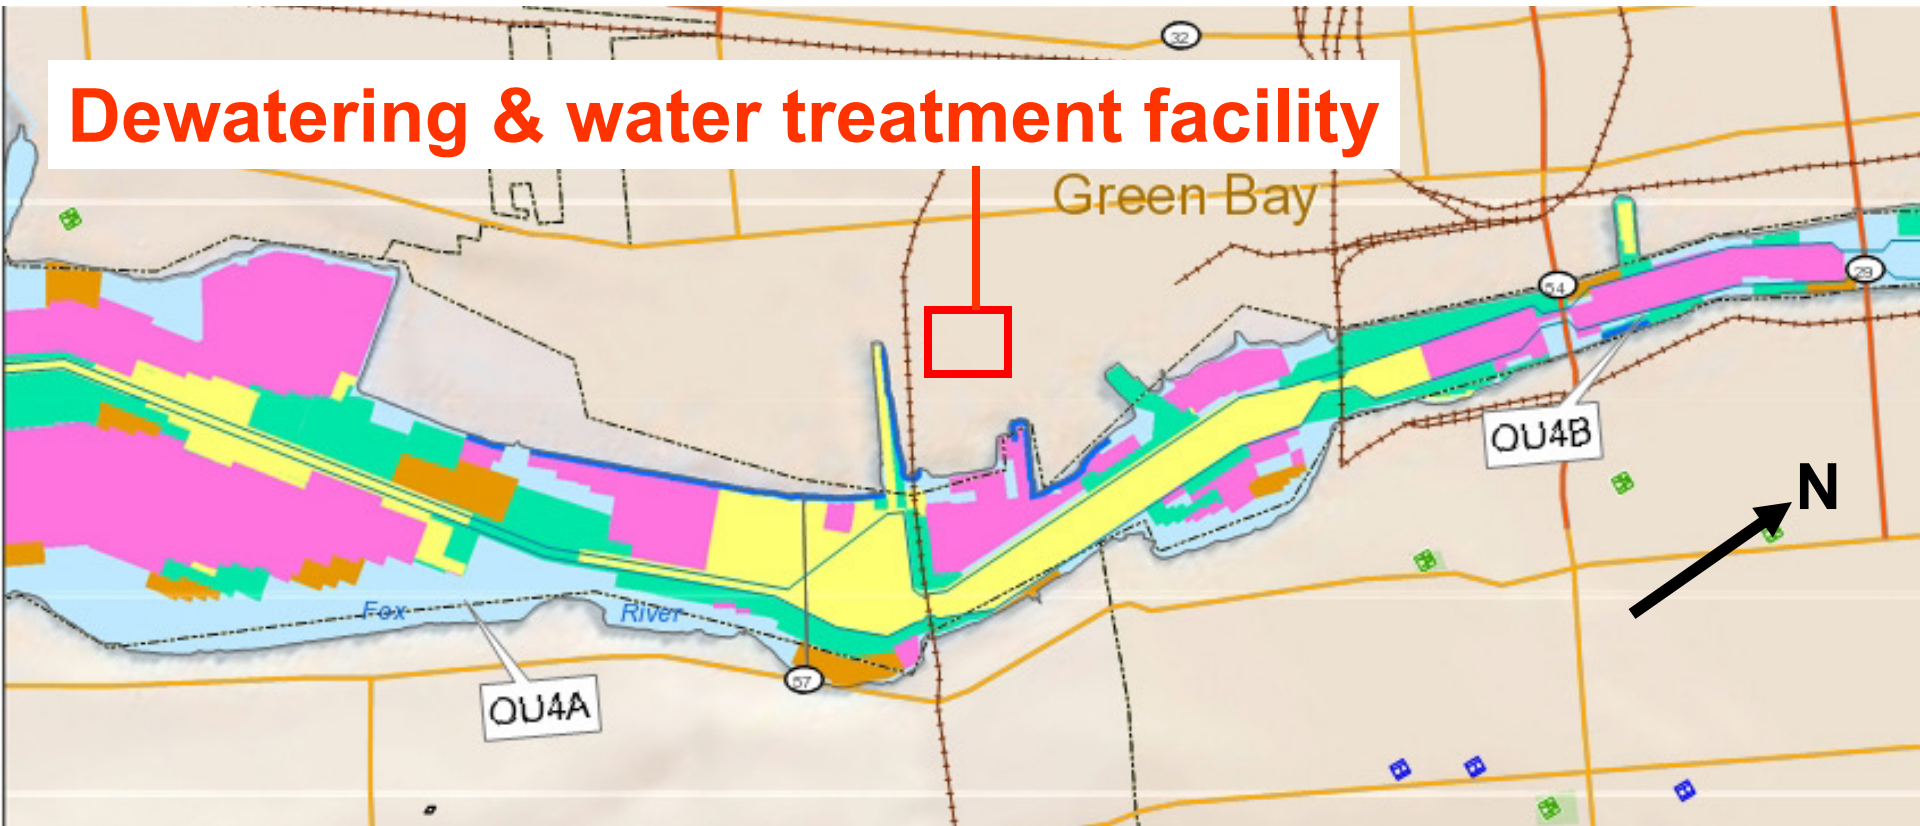 32
Dewatering & water treatment facility
Green Bay
54
29
OU4B
N
Fox River
57
OU4A